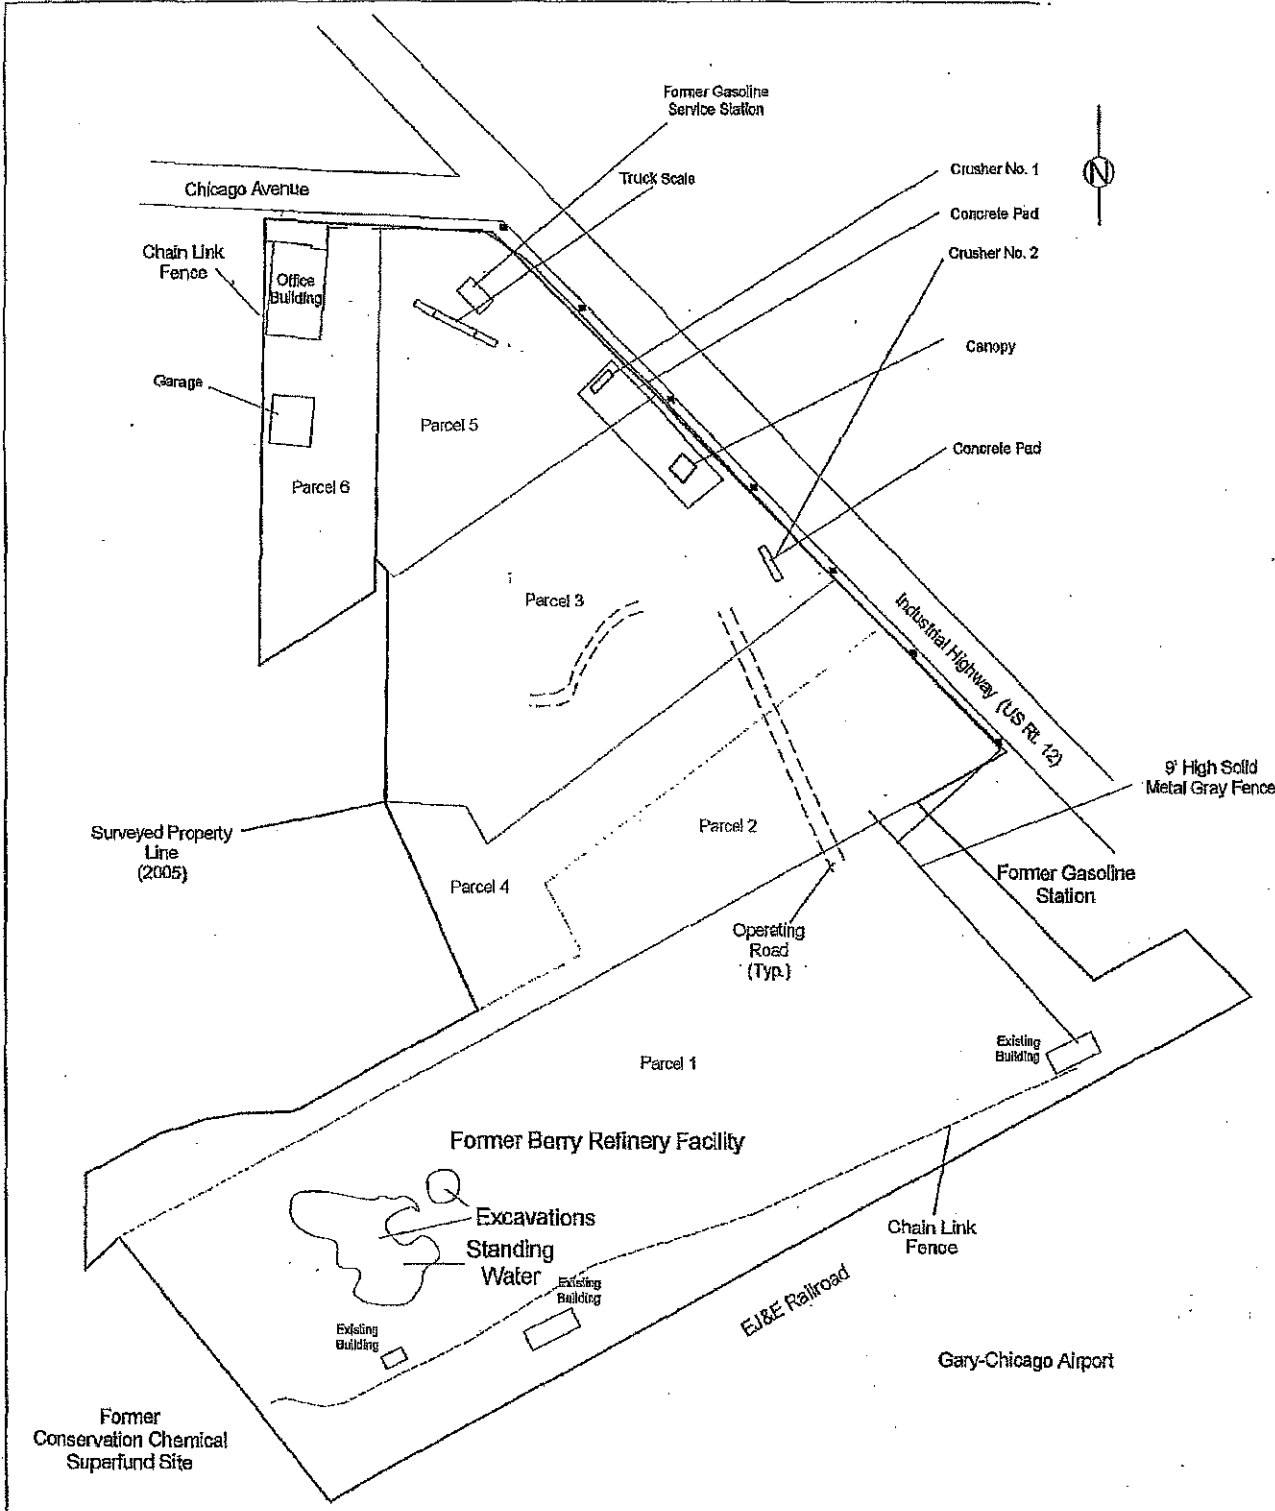 Former Gasoline
Service Station
Truck Scale
Crusher No. 1
Concrete Pad
Crusher No. 2
N
Chicago Avenue
Chain Link
Fence
Office
Building
Canopy
Garage
Parcel 5
Concrete Pad
Parcel 6
Parcel 3
Industrial Highway (US Rt. 12)
9' High Solid
Metal Gray Fence
Surveyed Property
Line
(2005)
Parcel 2
Parcel 4
Former Gasoline
Station
Operating
Road
(Typ.)
Existing
Building
Parcel 1
Former Berry Refinery Facility
Excavations
Standing
Water
Chain Link
Fence
Existing
Building
EJ&E Railroad
Existing
Building
Gary-Chicago Airport
Former
Conservation Chemical
Superfund Site